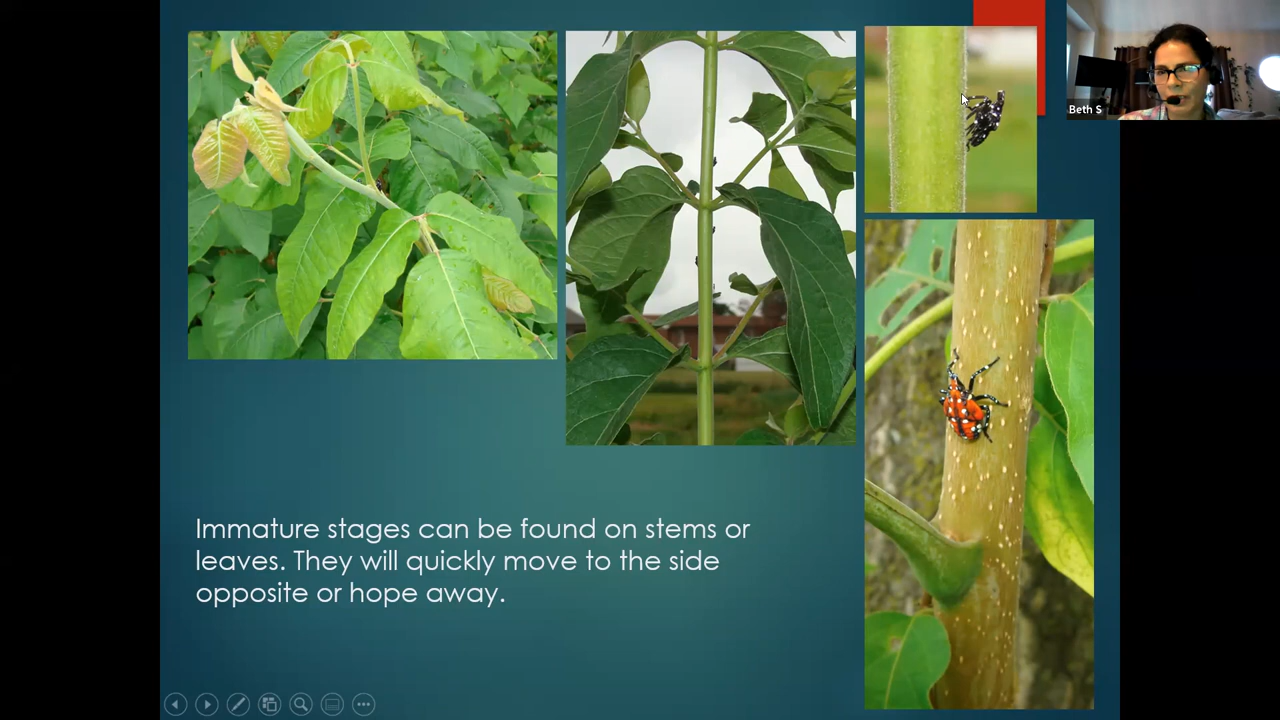 Beth S
Immature stages can be found on stems or
leaves. They will quickly move to the side
opposite or hope away.